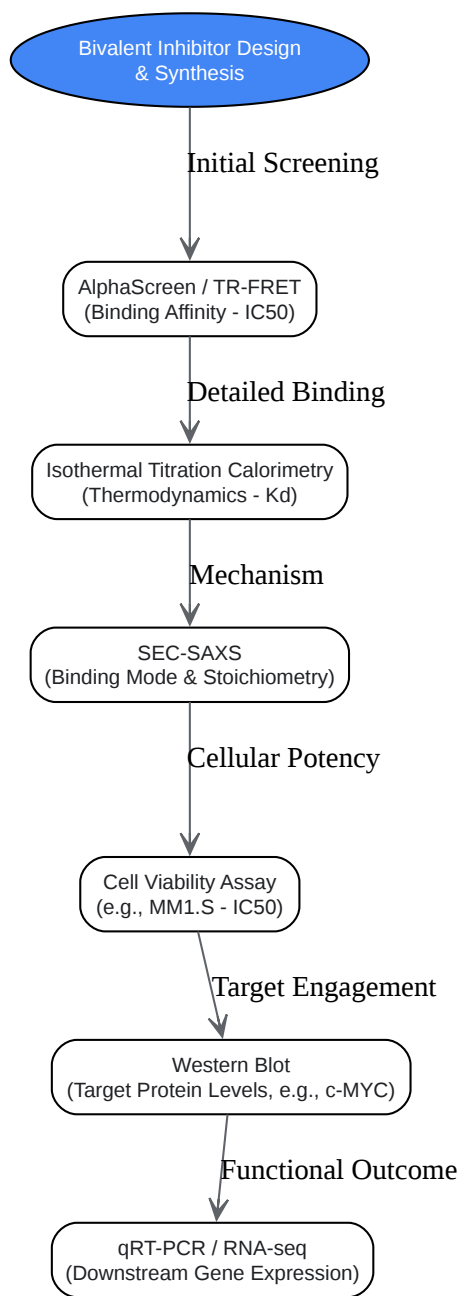 Bivalent Inhibitor Design
& Synthesis
Initial Screening
AlphaScreen / TR-FRET
(Binding Affinity - IC50)
Detailed Binding
Isothermal Titration Calorimetry
(Thermodynamics - Kd)
Mechanism
SEC-SAXS
(Binding Mode & Stoichiometry)
Cellular Potency
Cell Viability Assay
(e.g., MM1.S - IC50)
Target Engagement
Western Blot
(Target Protein Levels, e.g., c-MYC)
Functional Outcome
qRT-PCR / RNA-seq
(Downstream Gene Expression)